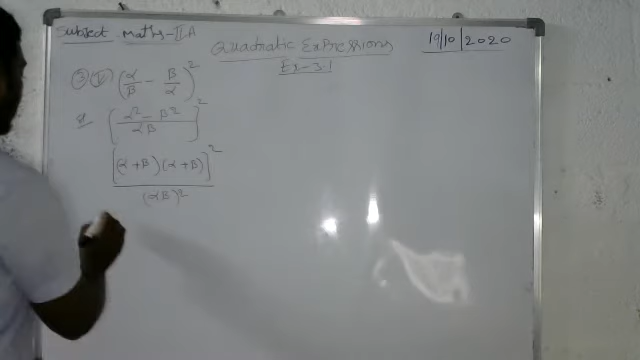 Subject Maths-IIA
Quadratic Expressions
19/10/2020
Ex-3.1
(α/β - β/α)²
[α² - β² / αβ]²
[(α+β)(α+β)]² / (αβ)²